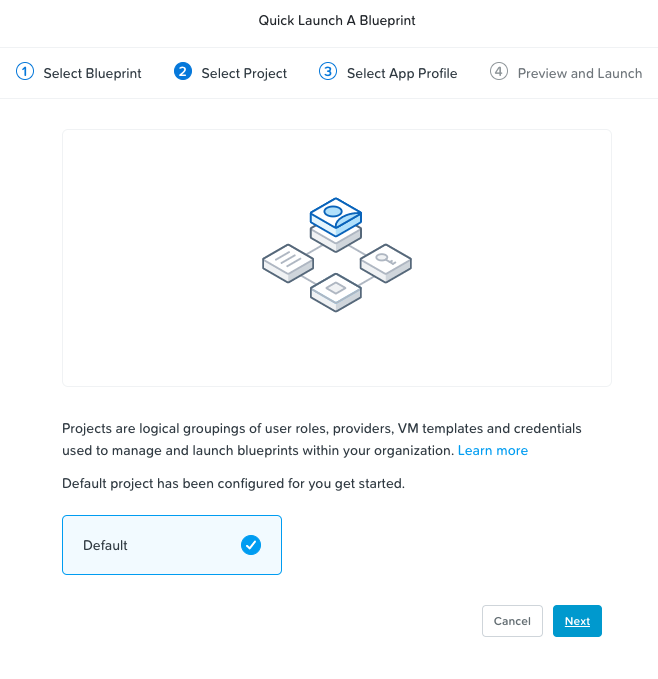 Quick Launch A Blueprint
1 Select Blueprint 2 Select Project 3 Select App Profile 4 Preview and Launch
Projects are logical groupings of user roles, providers, VM templates and credentials
used to manage and launch blueprints within your organization. Learn more
Default project has been configured for you get started.
Default
Cancel Next